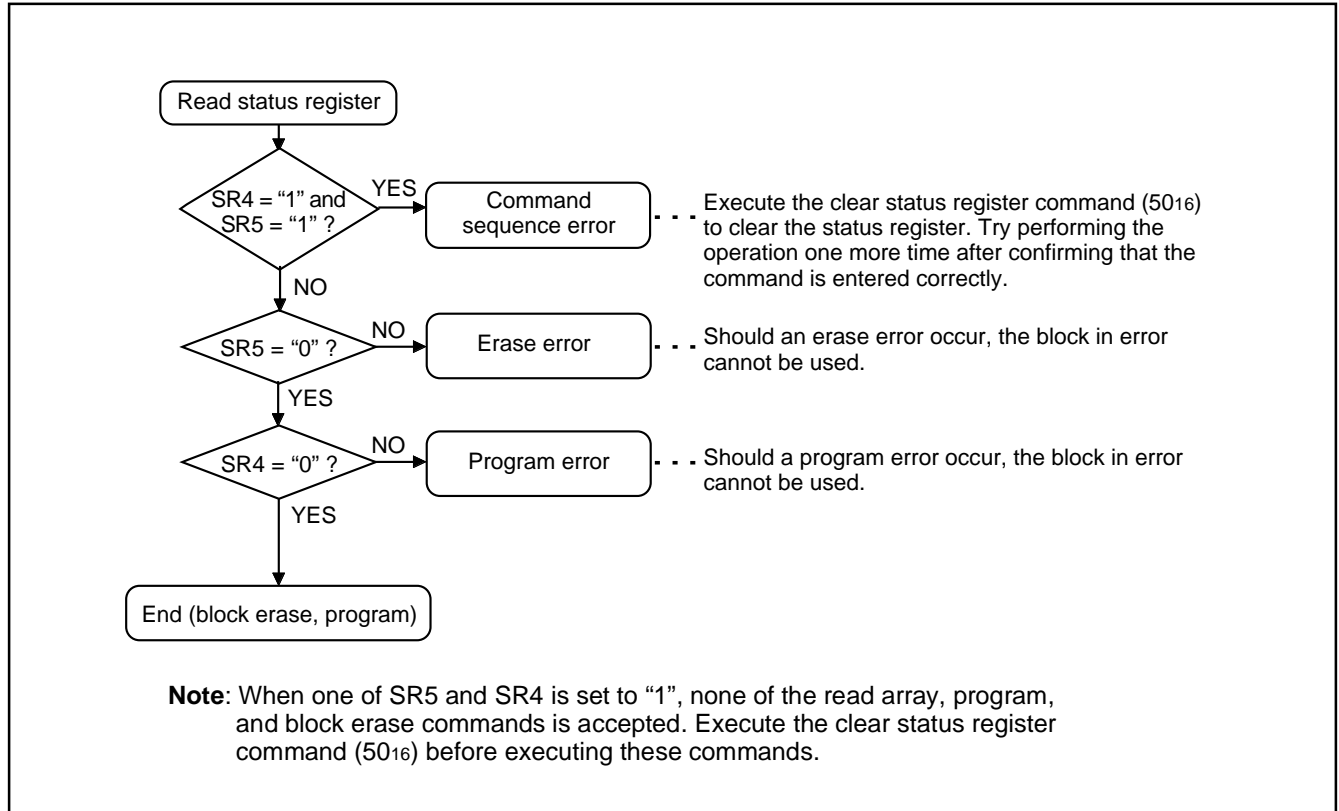 Read status register
SR4 = “1” and
SR5 = “1” ?
YES
Command
sequence error
Execute the clear status register command (5016)
to clear the status register. Try performing the
operation one more time after confirming that the
command is entered correctly.
NO
SR5 = “0” ?
NO
Erase error
Should an erase error occur, the block in error
cannot be used.
YES
SR4 = “0” ?
NO
Program error
Should a program error occur, the block in error
cannot be used.
YES
End (block erase, program)
Note: When one of SR5 and SR4 is set to “1”, none of the read array, program,
and block erase commands is accepted. Execute the clear status register
command (5016) before executing these commands.